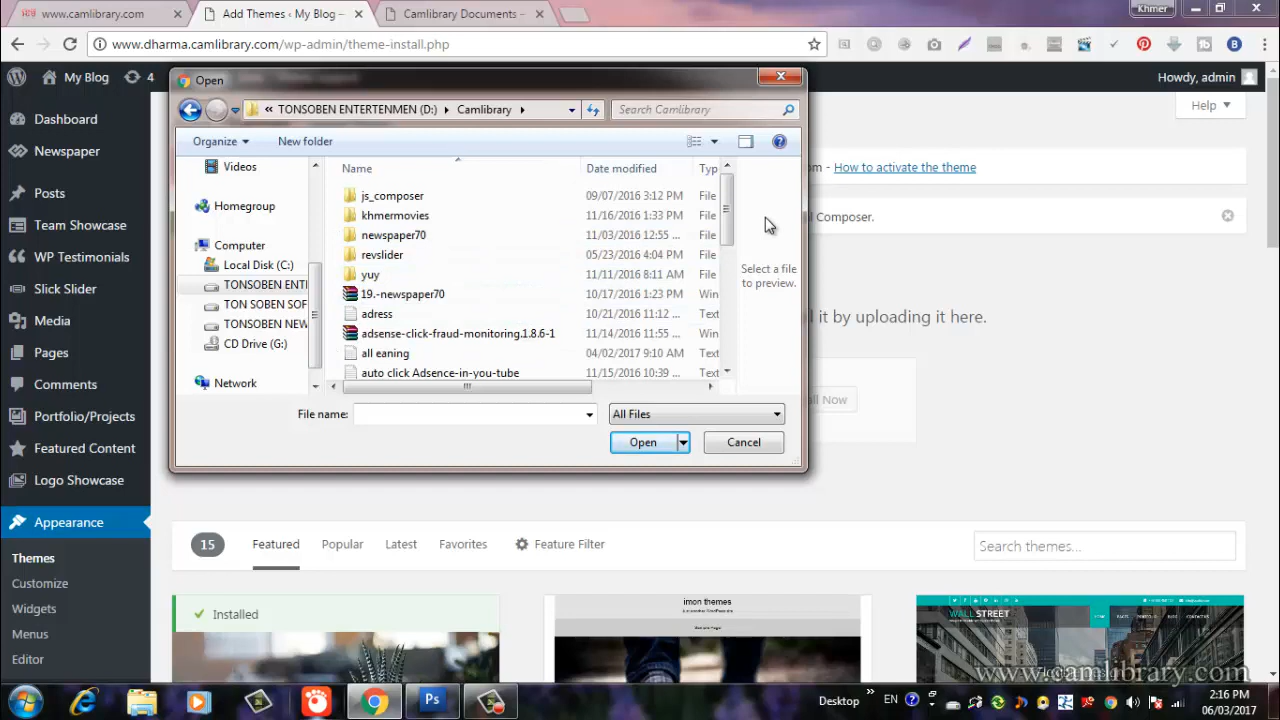 www.camlibrary.com
Add Themes ‹ My Blog –
Camlibrary Documents –
Khmer
www.dharma.camlibrary.com/wp-admin/theme-install.php
My Blog
4
Howdy, admin
Help
Dashboard
Newspaper
Posts
Team Showcase
WP Testimonials
Slick Slider
Media
Pages
Comments
Portfolio/Projects
Featured Content
Logo Showcase
Appearance
Themes
Customize
Widgets
Menus
Editor
Open
« TONSOBEN ENTERTENMEN (D:)
Camlibrary
Search Camlibrary
Organize
New folder
Videos
Homegroup
Computer
Local Disk (C:)
TONSOBEN ENTI
TON SOBEN SOF
TONSOBEN NEW
CD Drive (G:)
Network
Name Date modified Typ
js_composer 09/07/2016 3:12 PM File
khmermovies 11/16/2016 1:33 PM File
newspaper70 11/03/2016 12:55 ... File
revslider 05/23/2016 4:04 PM File
yuy 11/11/2016 8:11 AM File
19.-newspaper70 10/17/2016 1:23 PM Win
adress 10/21/2016 11:12 ... Text
adsense-click-fraud-monitoring.1.8.6-1 11/14/2016 11:55 ... Win
all eaning 04/02/2017 9:10 AM Text
auto click Adsence-in-you-tube 11/15/2016 10:39 ... Text
Select a file
to preview.
File name:
All Files
Open
Cancel
om - How to activate the theme
l Composer.
l it by uploading it here.
all Now
15
Featured
Popular
Latest
Favorites
Feature Filter
Search themes...
Installed
imon themes
WALL STREET
www.camlibrary.com
Ps
Desktop
EN
2:16 PM
06/03/2017